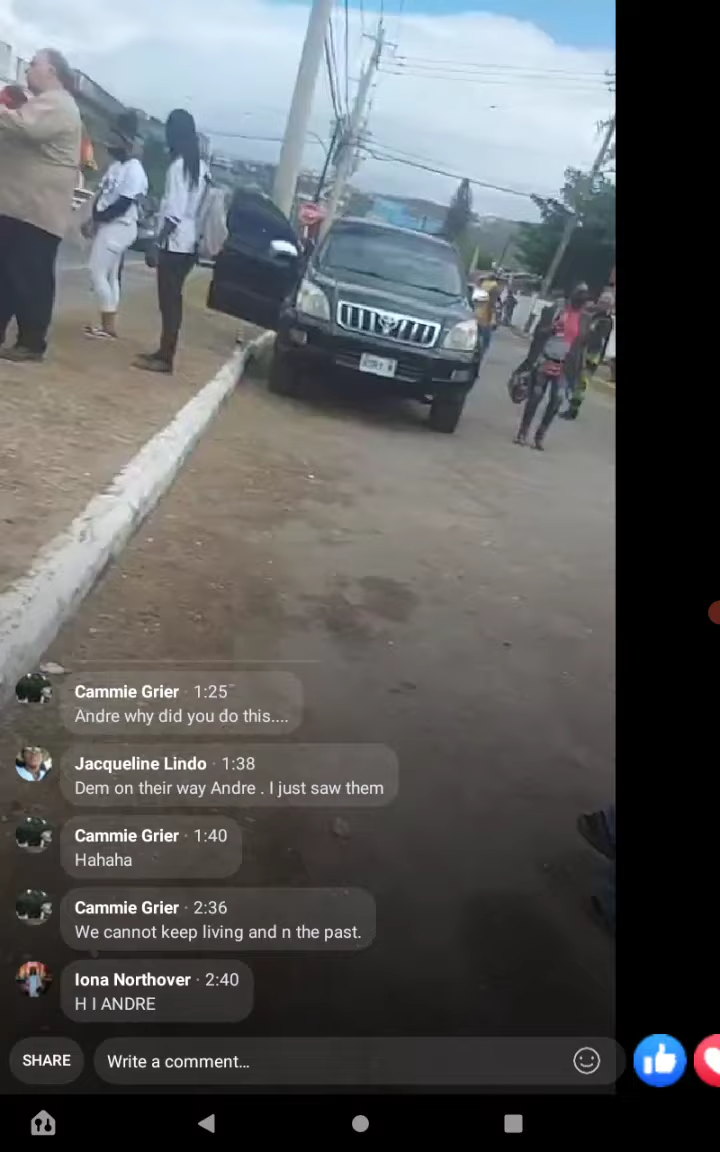 Cammie Grier · 1:25
Andre why did you do this....
Jacqueline Lindo · 1:38
Dem on their way Andre . I just saw them
Cammie Grier · 1:40
Hahaha
Cammie Grier · 2:36
We cannot keep living and n the past.
Iona Northover · 2:40
H I ANDRE
SHARE
Write a comment...